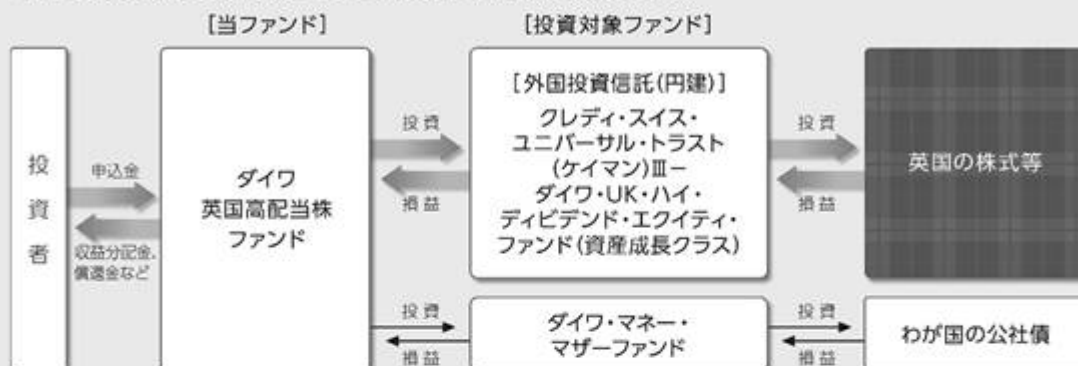 [当ファンド]
[投資対象ファンド]
投資者
申込金
収益分配金、
償還金など
ダイワ
英国高配当株
ファンド
投資
損益
[外国投資信託(円建)]
クレディ・スイス・
ユニバーサル・トラスト
(ケイマン)Ⅲ−
ダイワ・UK・ハイ・
ディビデンド・エクイティ・
ファンド(資産成長クラス)
投資
損益
英国の株式等
投資
損益
ダイワ・マネー・
マザーファンド
投資
損益
わが国の公社債